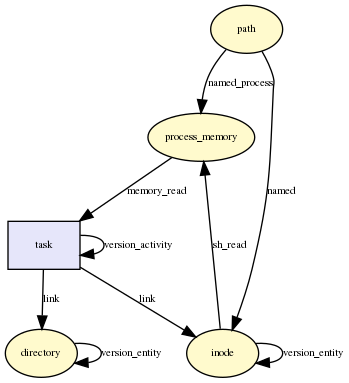 path
named_process
process_memory
memory_read
named
sh_read
task
version_activity
link
link
directory
version_entity
inode
version_entity